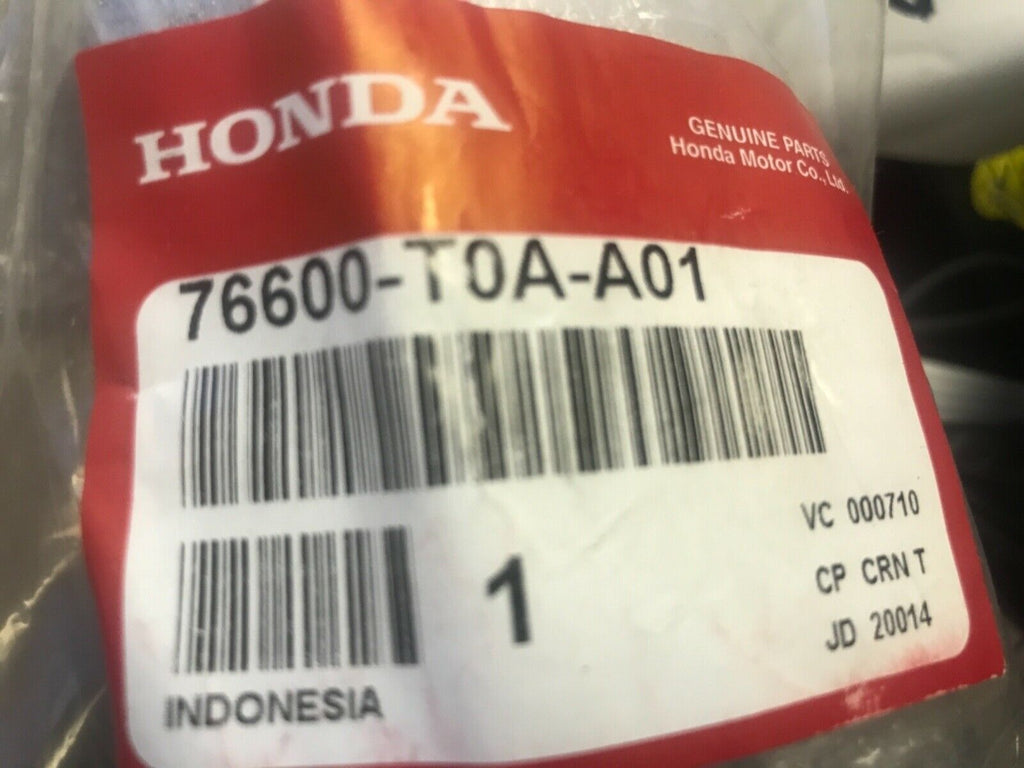 HONDA
GENUINE PARTS
Honda Motor Co., Ltd.
76600-T0A-A01
1
VC 000710
CP CRN T
JD 20014
INDONESIA